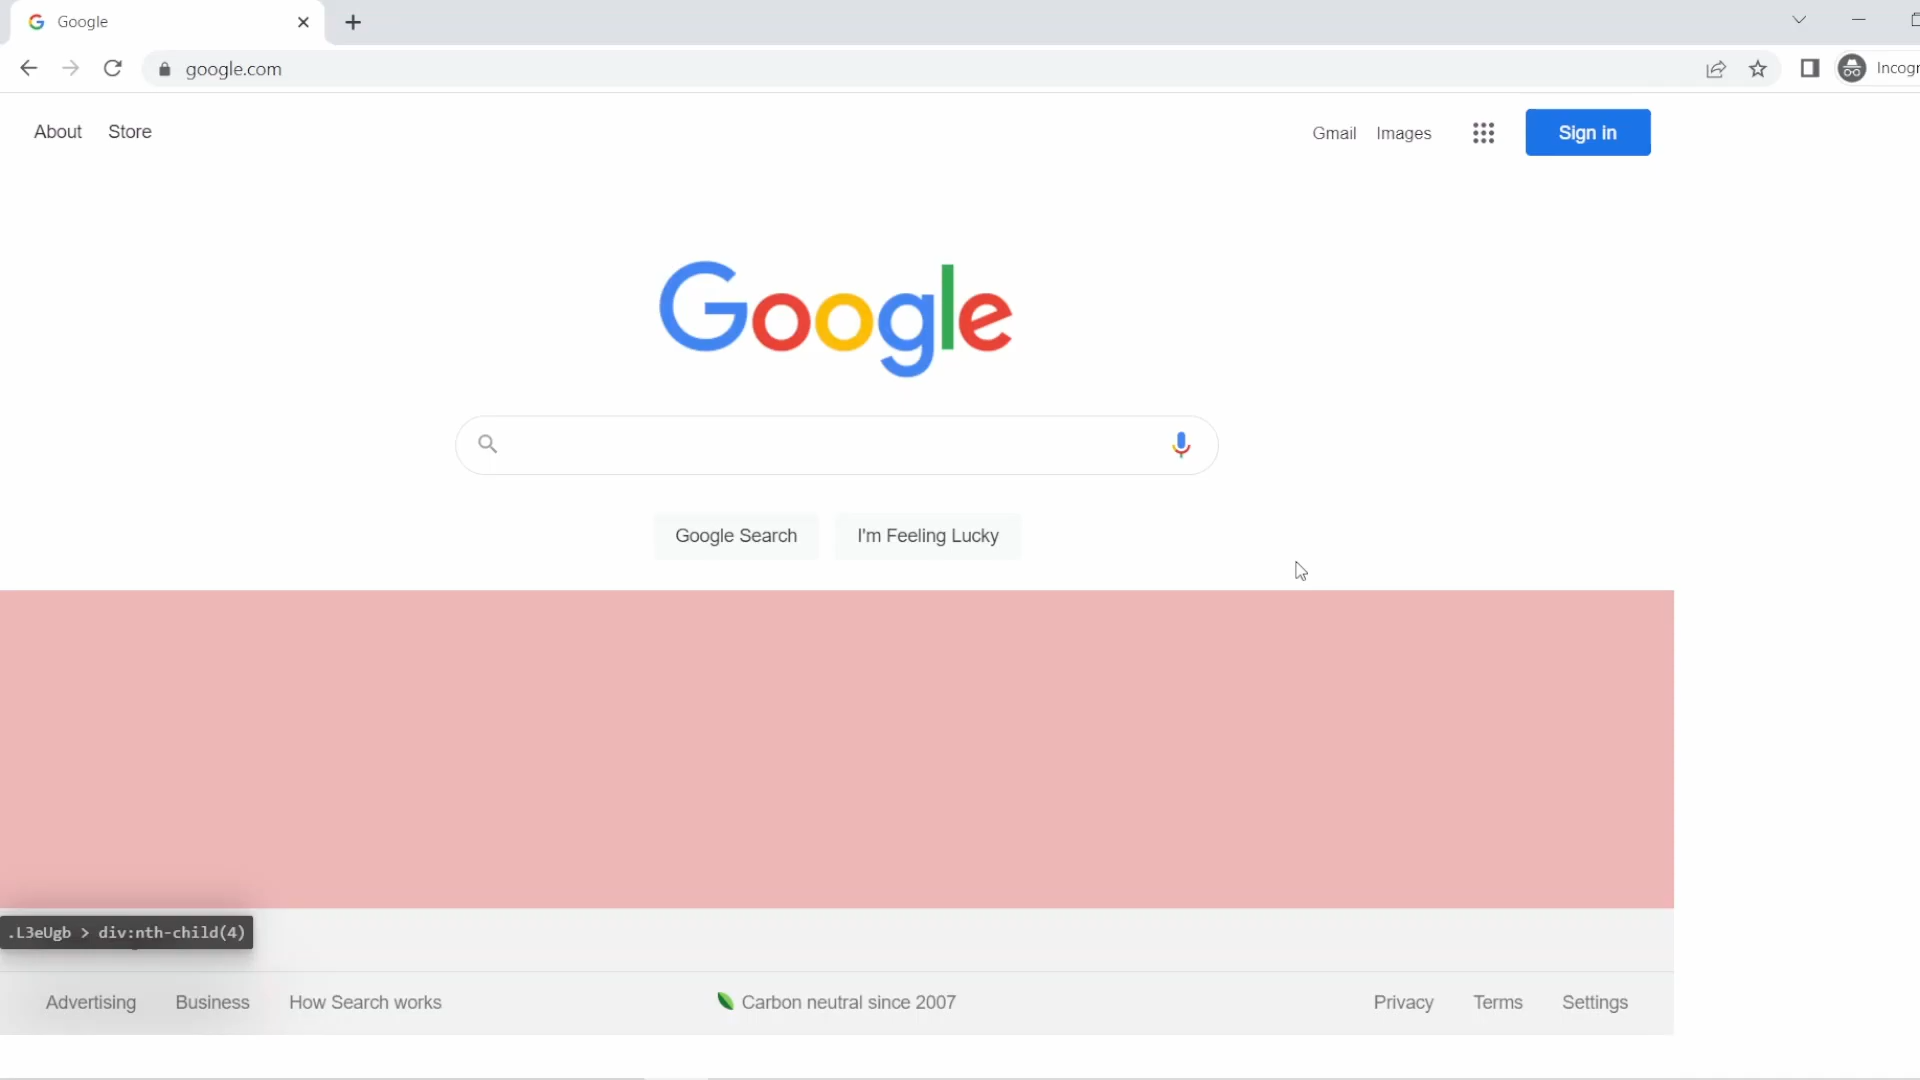 Google
google.com
Incogn
About Store
Gmail Images Sign in
Google
Google Search I'm Feeling Lucky
.L3eUgb > div:nth-child(4)
Advertising Business How Search works
Carbon neutral since 2007
Privacy Terms Settings